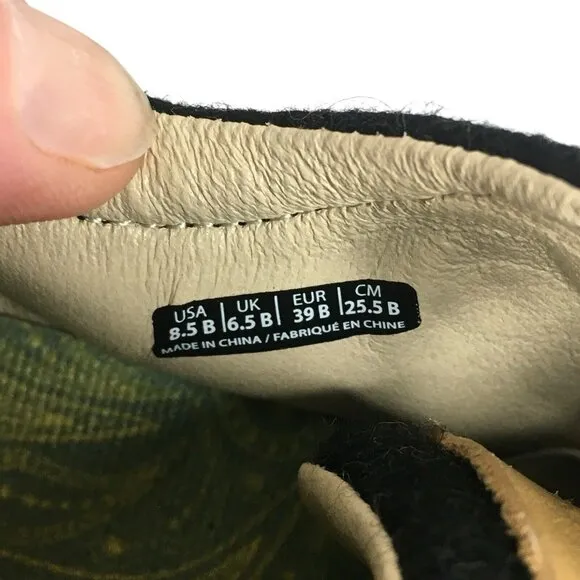 USA UK EUR CM
8.5 B 6.5 B 39 B 25.5 B
MADE IN CHINA / FABRIQUÉ EN CHINE